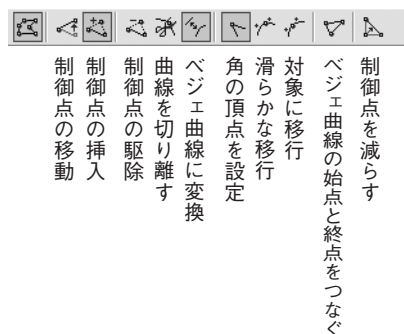 制御点の移動
制御点の挿入
制御点の駆除
曲線を切り離す
ベジェ曲線に変換
角の頂点を設定
滑らかな移行
対象に移行
ベジェ曲線の始点と終点をつなぐ
制御点を減らす